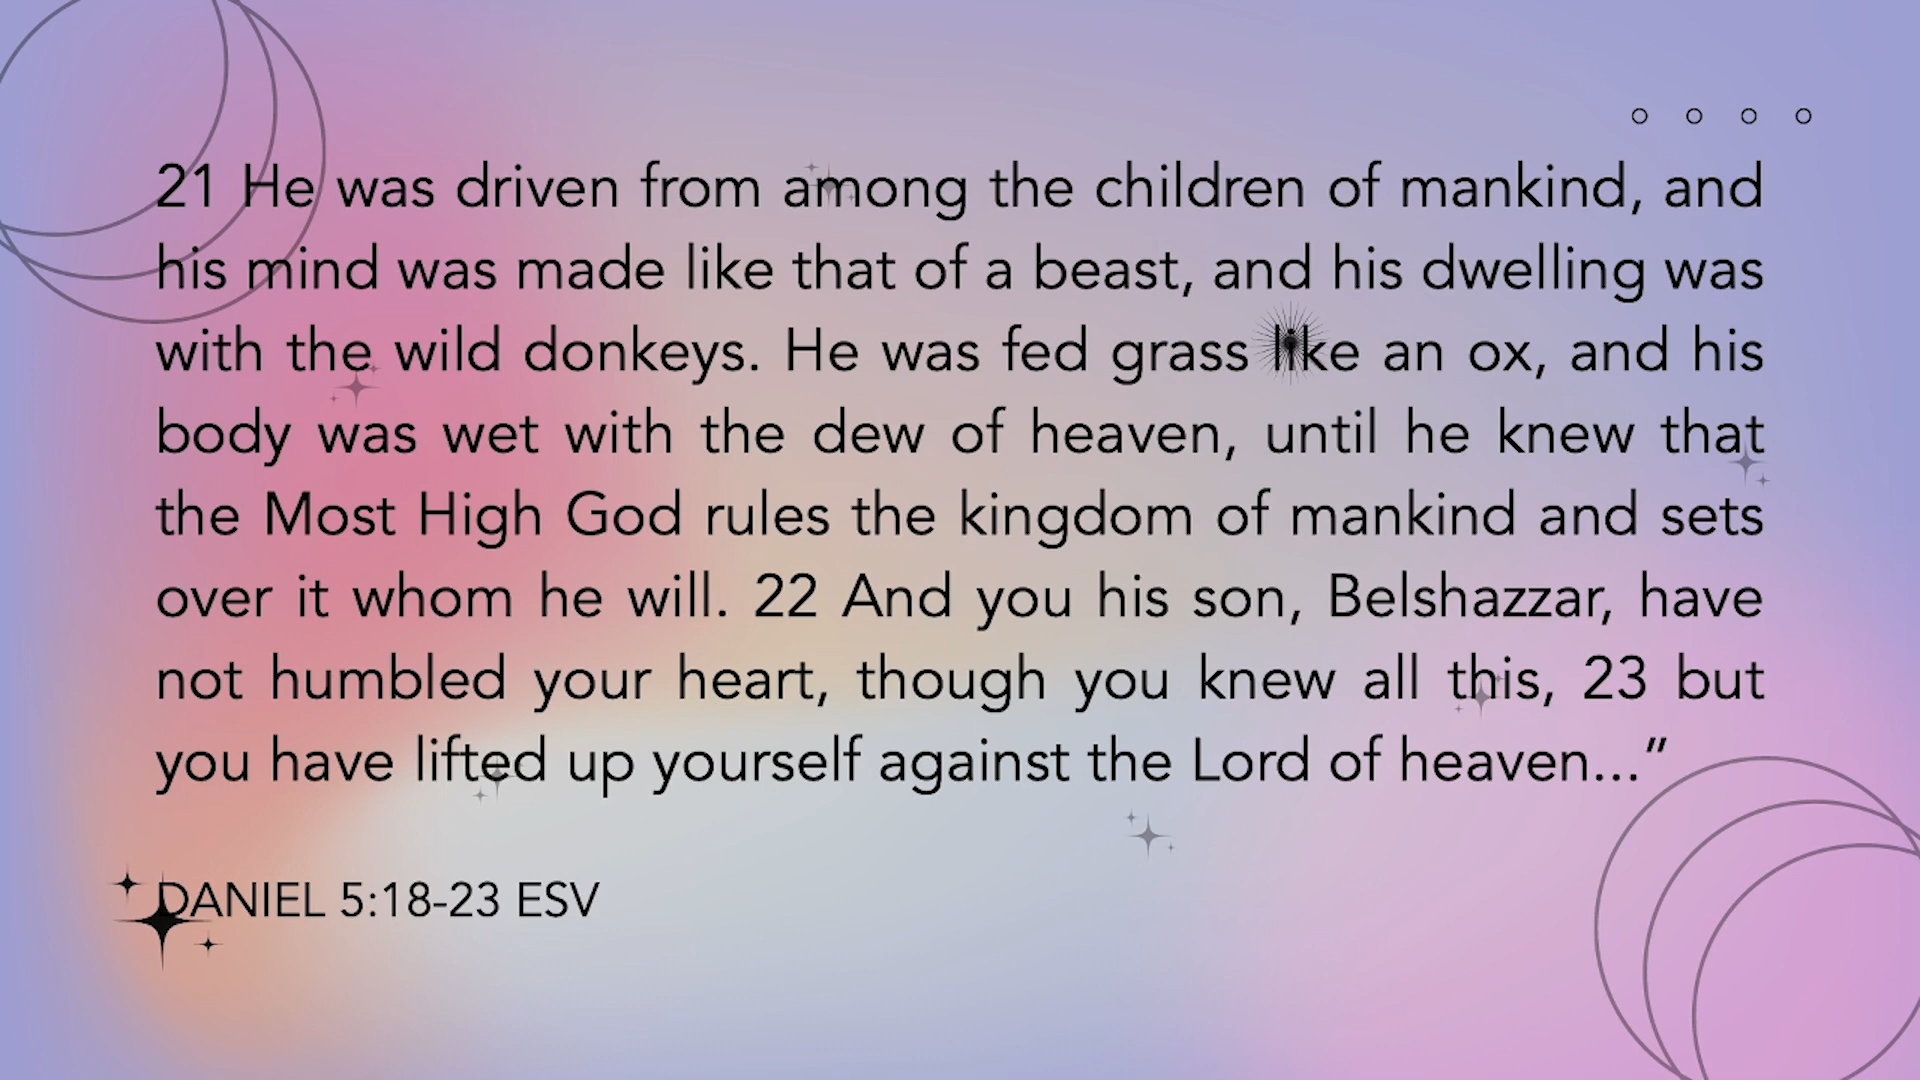 21 He was driven from among the children of mankind, and
his mind was made like that of a beast, and his dwelling was
with the wild donkeys. He was fed grass like an ox, and his
body was wet with the dew of heaven, until he knew that
the Most High God rules the kingdom of mankind and sets
over it whom he will. 22 And you his son, Belshazzar, have
not humbled your heart, though you knew all this, 23 but
you have lifted up yourself against the Lord of heaven...”
DANIEL 5:18-23 ESV